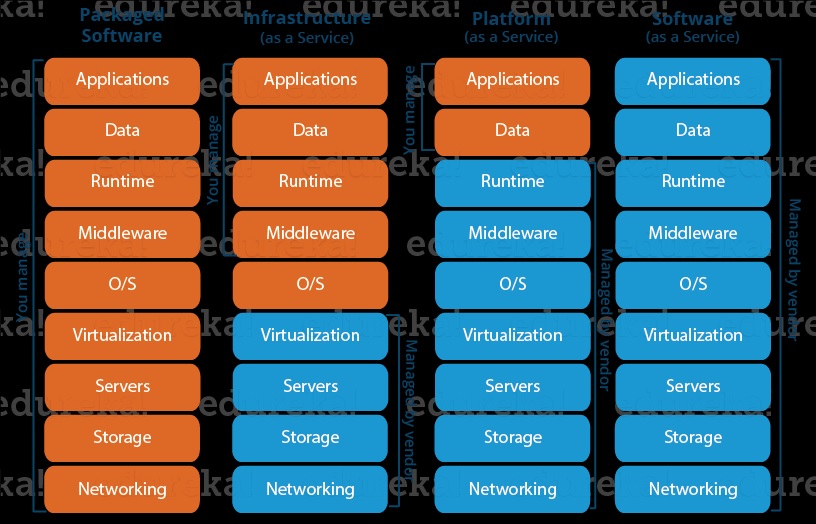 Packaged
Software
Infrastructure
(as a Service)
Platform
(as a Service)
Software
(as a Service)
You manage
Applications
Data
Runtime
Middleware
O/S
Virtualization
Servers
Storage
Networking
You manage
Applications
Data
Runtime
Middleware
O/S
Virtualization
Servers
Storage
Networking
Managed by vendor
You manage
Applications
Data
Runtime
Middleware
O/S
Virtualization
Servers
Storage
Networking
Managed by vendor
Applications
Data
Runtime
Middleware
O/S
Virtualization
Servers
Storage
Networking
Managed by vendor
edureka!